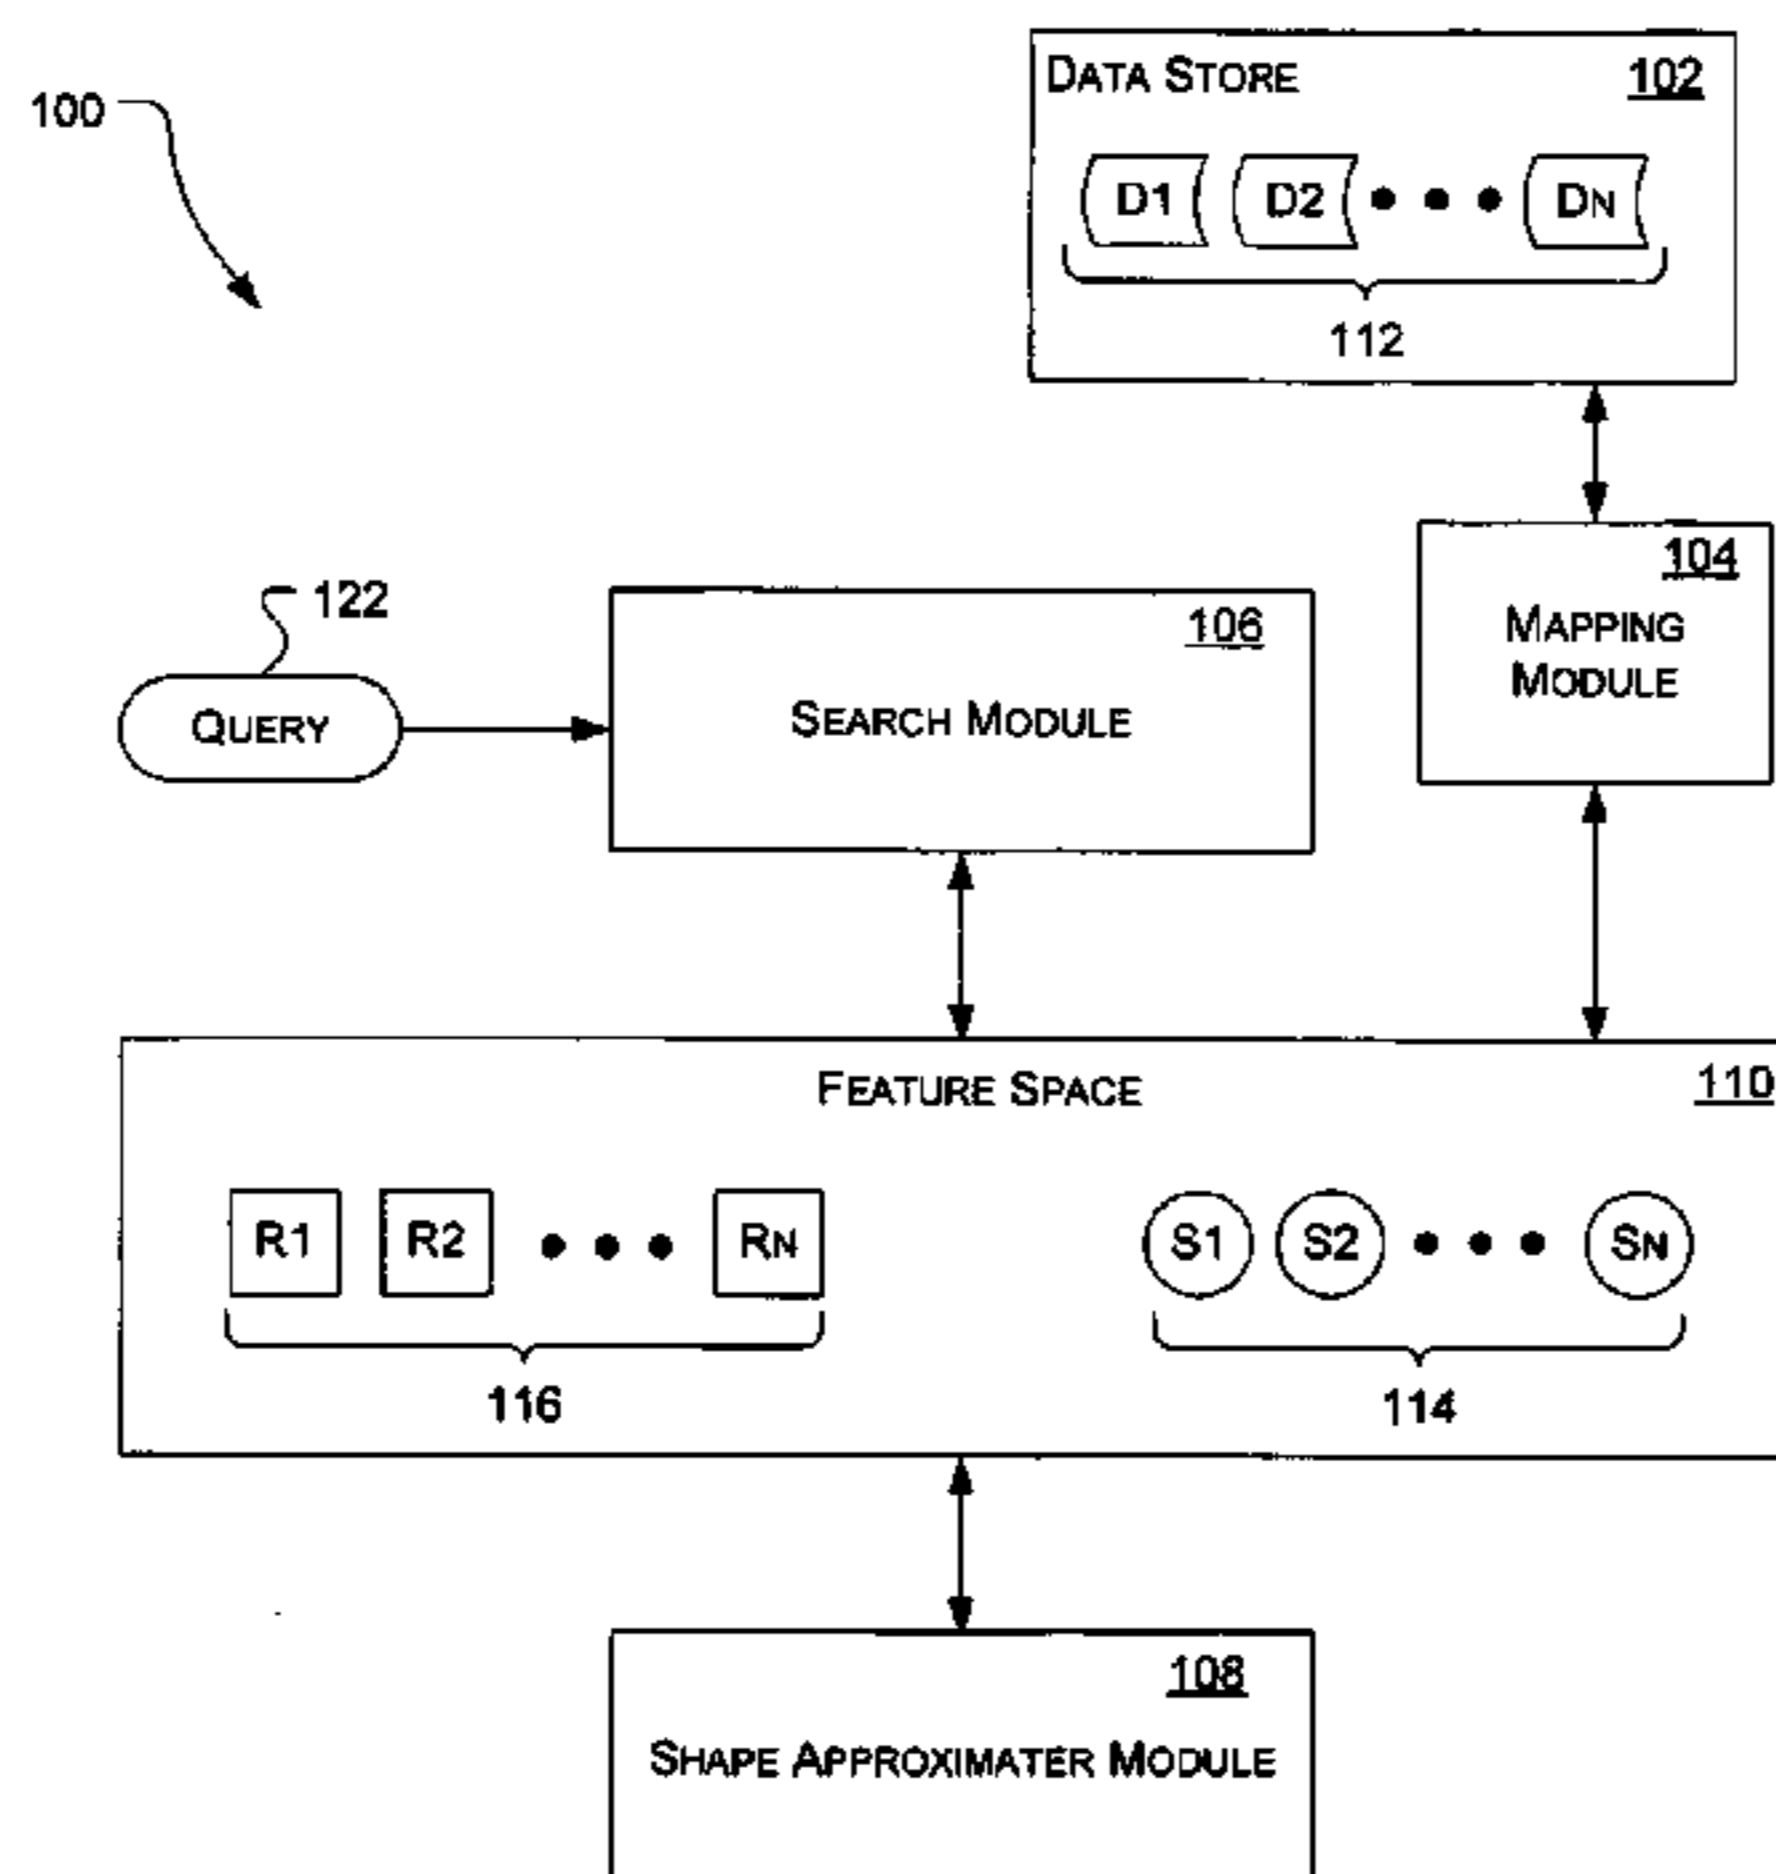 100
DATA STORE 102
D1 D2 DN
112
104
MAPPING
MODULE
122
QUERY
106
SEARCH MODULE
FEATURE SPACE 110
R1 R2 RN S1 S2 SN
116 114
108
SHAPE APPROXIMATER MODULE